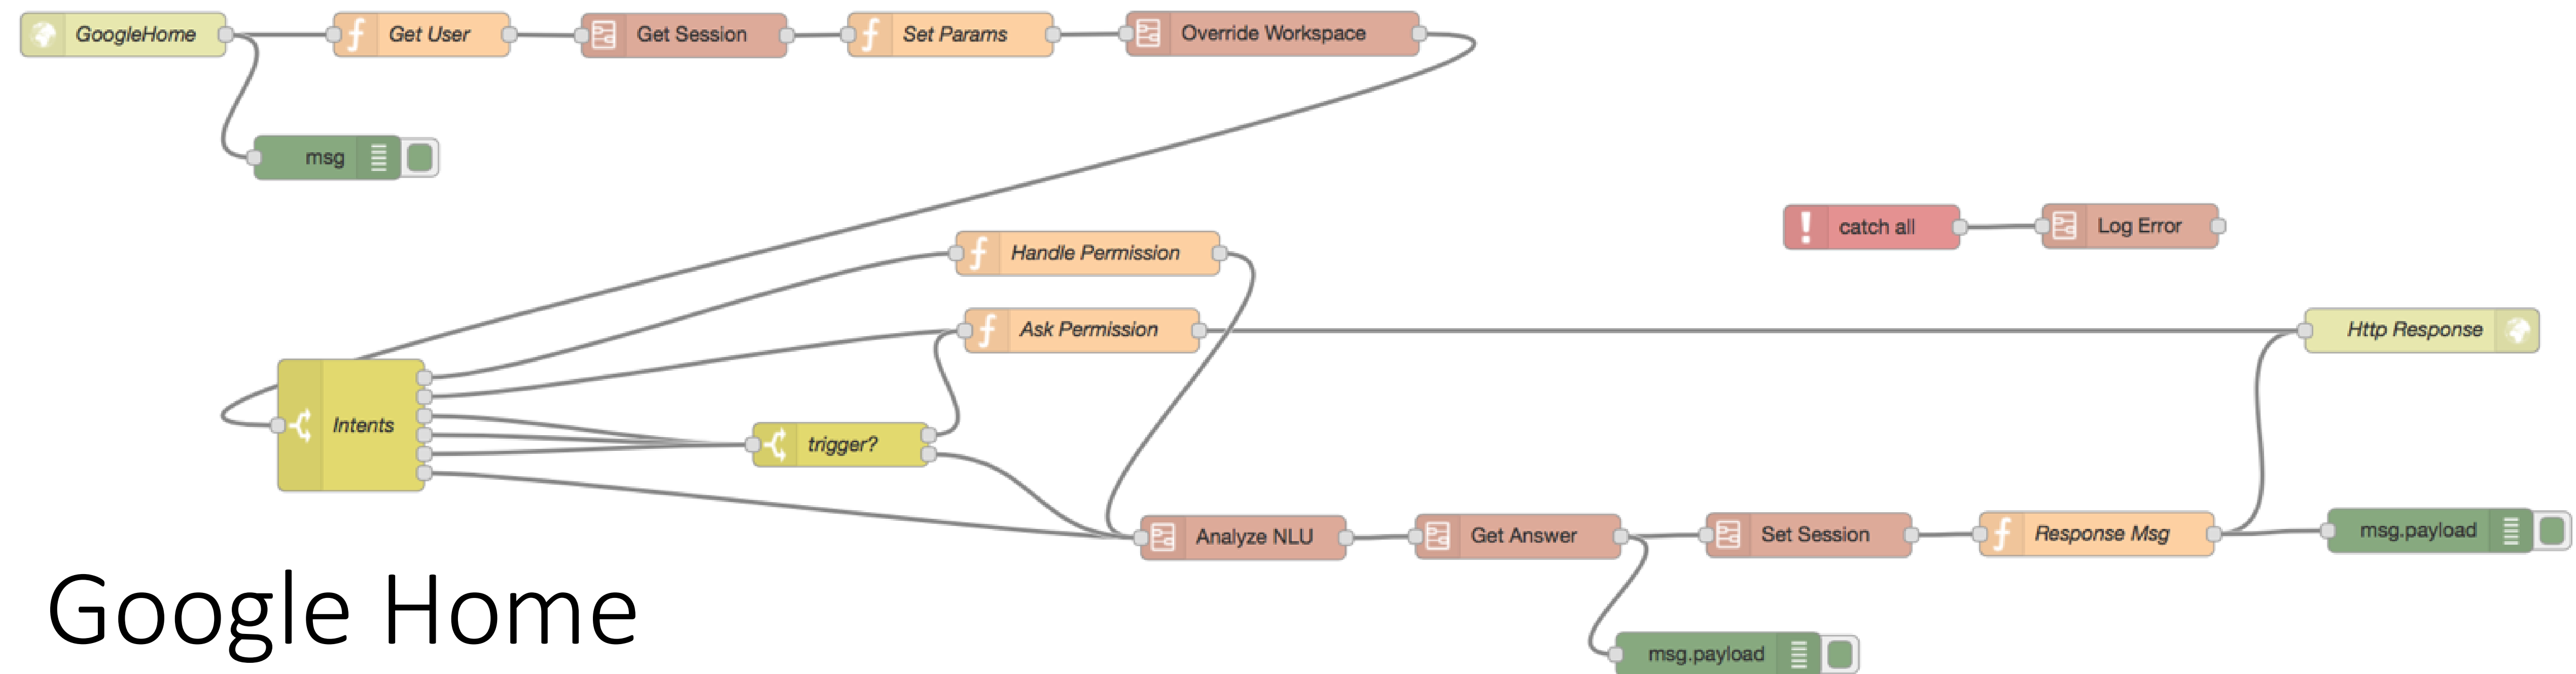 GoogleHome
Get User
Get Session
Set Params
Override Workspace
msg
catch all
Log Error
Handle Permission
Ask Permission
Http Response
Intents
trigger?
Analyze NLU
Get Answer
Set Session
Response Msg
msg.payload
Google Home
msg.payload